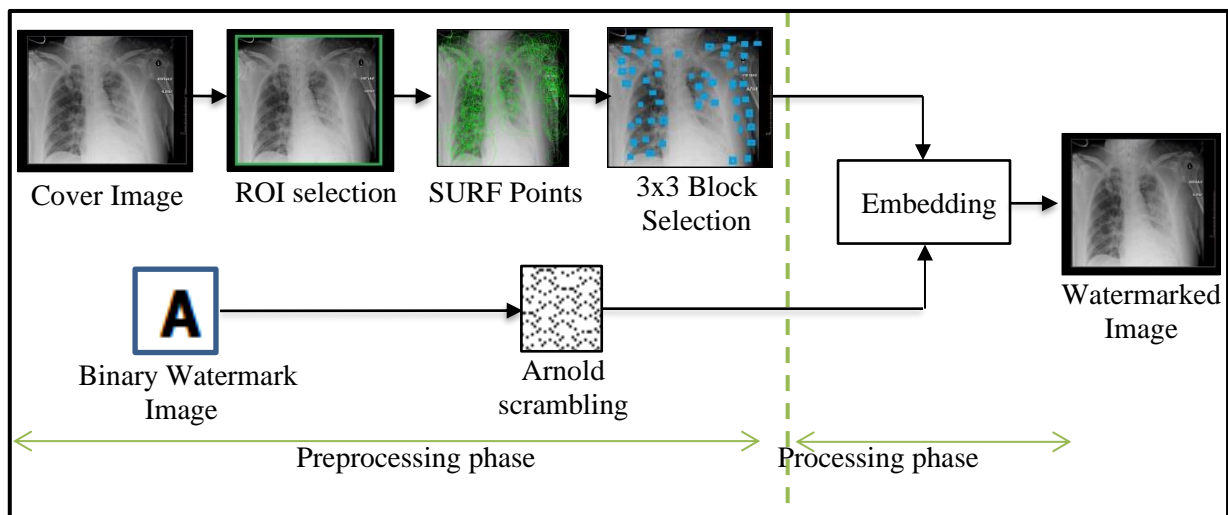 Cover Image
ROI selection
SURF Points
3x3 Block
Selection
Embedding
Watermarked
Image
A
Binary Watermark
Image
Arnold
scrambling
Preprocessing phase
Processing phase